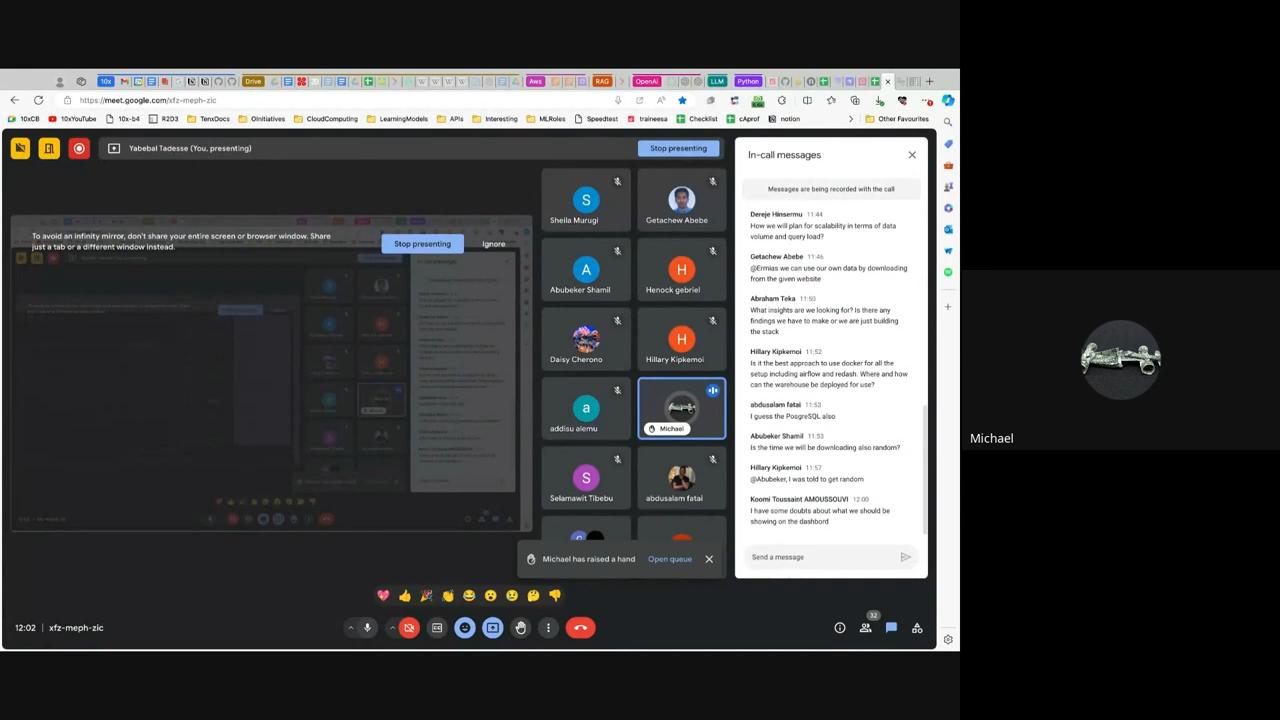 10x
Drive
Aws
RAG
OpenAi
LLM
Python
https://meet.google.com/xfz-meph-zic
10xCB
10xYouTube
10x-b4
R2D3
TenxDocs
OInitiatives
CloudComputing
LearningModels
APIs
Interesting
MLRoles
Speedtest
traineesa
Checklist
cAprof
notion
Other Favourites
Yabebal Tadesse (You, presenting)
Stop presenting
To avoid an infinity mirror, don't share your entire screen or browser window. Share
just a tab or a different window instead.
Stop presenting
Ignore
S
Sheila Murugi
Getachew Abebe
A
Abubeker Shamil
H
Henock gebriel
Daisy Cherono
H
Hillary Kipkemoi
a
addisu alemu
Michael
S
Selamawit Tibebu
abdusalam fatai
Michael has raised a hand
Open queue
In-call messages
Messages are being recorded with the call
Dereje Hinsermu 11:44
How we will plan for scalability in terms of data
volume and query load?
Getachew Abebe 11:46
@Ermias we can use our own data by downloading
from the given website
Abraham Teka 11:50
What insights are we looking for? Is there any
findings we have to make or we are just building
the stack
Hillary Kipkemoi 11:52
Is it the best approach to use docker for all the
setup including airflow and redash. Where and how
can the warehouse be deployed for use?
abdusalam fatai 11:53
I guess the PosgreSQL also
Abubeker Shamil 11:53
Is the time we will be downloading also random?
Hillary Kipkemoi 11:57
@Abubeker, I was told to get random
Koomi Toussaint AMOUSSOUVI 12:00
I have some doubts about what we should be
showing on the dashbord
Send a message
12:02 | xfz-meph-zic
32
Michael